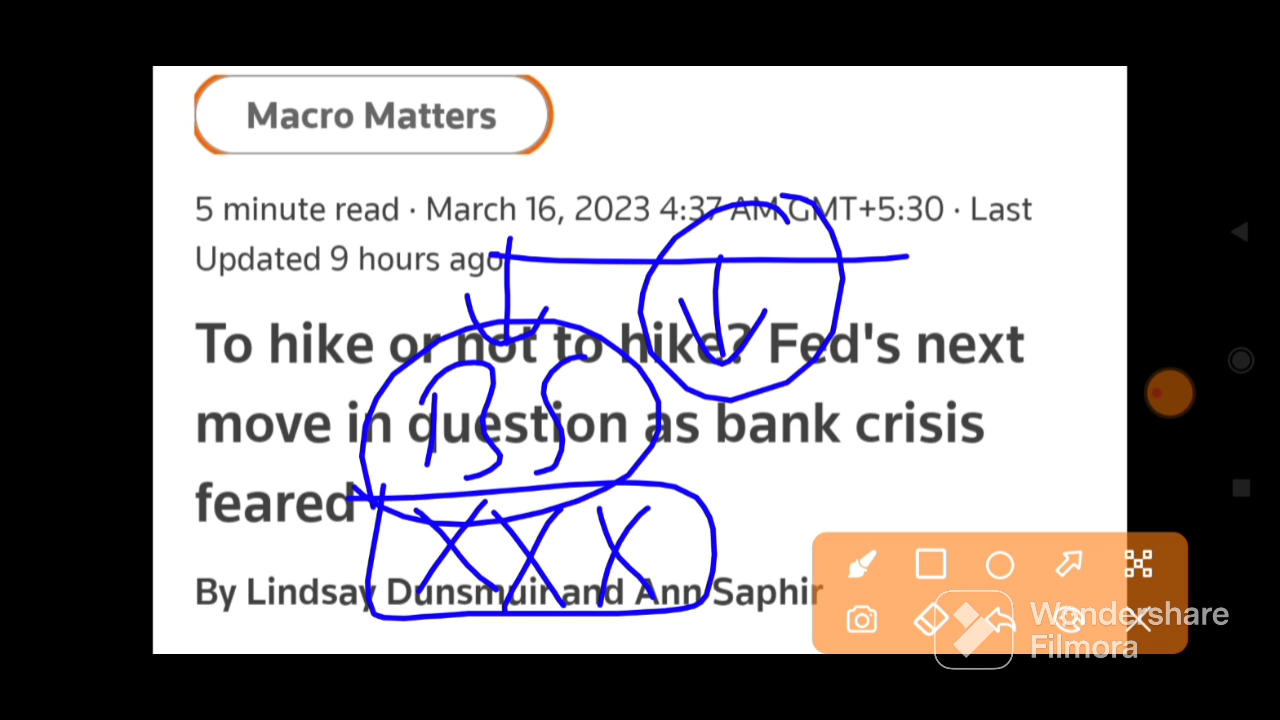 Macro Matters
5 minute read · March 16, 2023 4:37 AM GMT+5:30 · Last
Updated 9 hours ago
To hike or not to hike? Fed's next
move in question as bank crisis
feared
By Lindsay Dunsmuir and Ann Saphir
XXX
Wondershare
Filmora